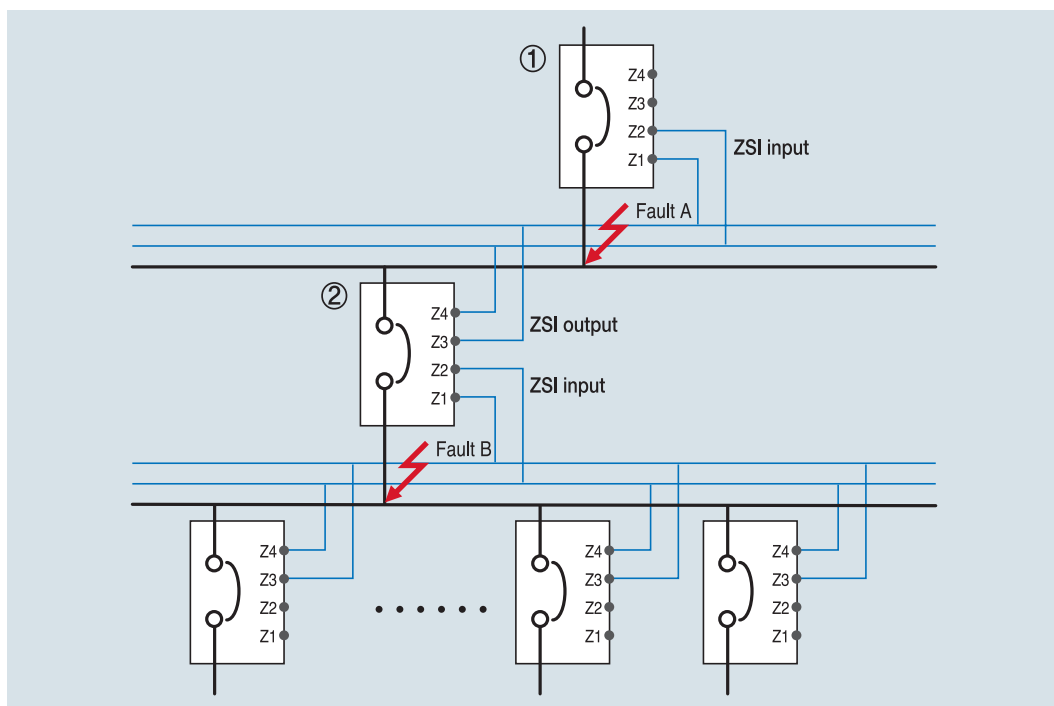 ①
Z4
Z3
Z2
Z1
ZSI input
Fault A
②
Z4
Z3
Z2
Z1
ZSI output
ZSI input
Fault B
Z4
Z3
Z2
Z1
Z4
Z3
Z2
Z1
Z4
Z3
Z2
Z1